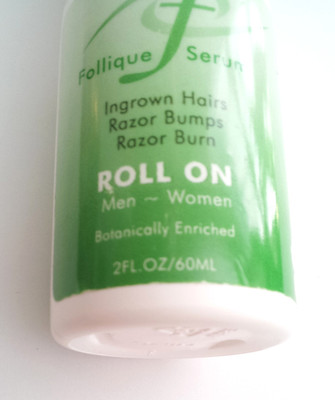 Follique Serum
Ingrown Hairs
Razor Bumps
Razor Burn
ROLL ON
Men ~ Women
Botanically Enriched
2FL.OZ/60ML